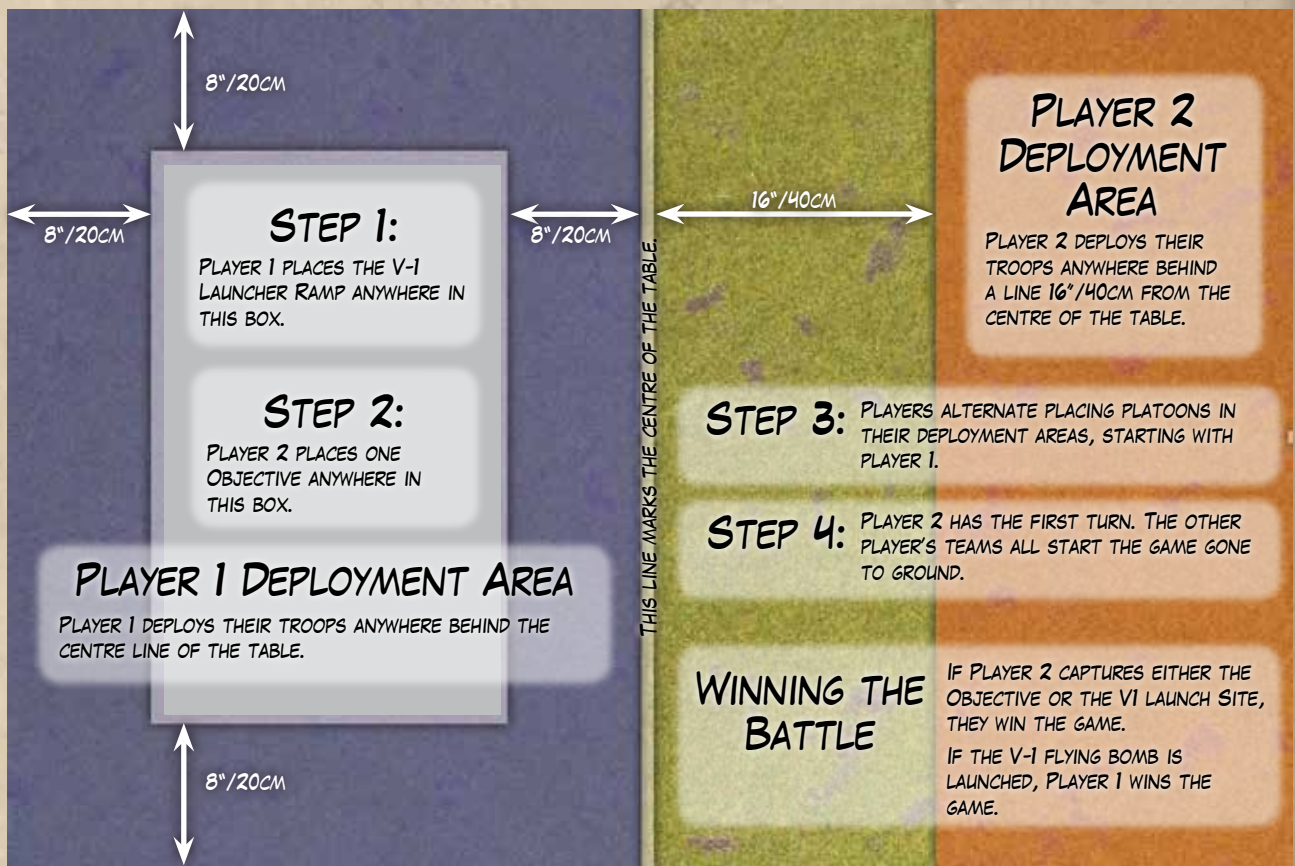 8"/20cm
8"/20cm
8"/20cm
Step 1:
Player 1 places the V-1
Launcher Ramp anywhere in
this box.
Step 2:
Player 2 places one
Objective anywhere in
this box.
Player 1 Deployment Area
Player 1 deploys their troops anywhere behind the
centre line of the table.
8"/20cm
This line marks the centre of the table.
16"/40cm
Player 2
Deployment
Area
Player 2 deploys their
troops anywhere behind
a line 16"/40cm from the
centre of the table.
Step 3:
Players alternate placing platoons in
their deployment areas, starting with
player 1.
Step 4:
Player 2 has the first turn. The other
player's teams all start the game gone
to ground.
Winning the
Battle
If Player 2 captures either the
Objective or the V1 launch Site,
they win the game.
If the V-1 flying bomb is
launched, Player 1 wins the
game.